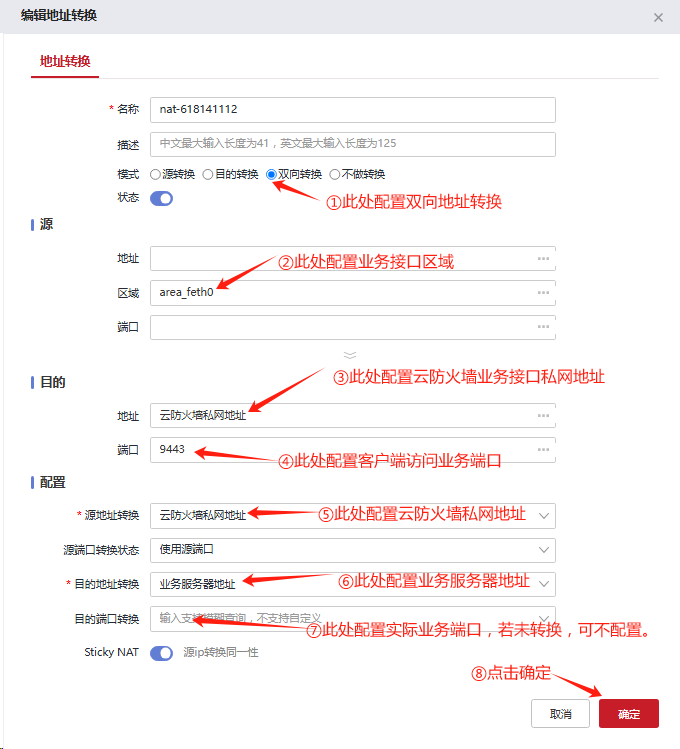 编辑地址转换
地址转换
* 名称 nat-618141112
描述 中文最大输入长度为41，英文最大输入长度为125
模式 源转换 目的转换 双向转换 不做转换
状态
①此处配置双向地址转换
源
地址
②此处配置业务接口区域
区域 area_feth0
端口
目的
③此处配置云防火墙业务接口私网地址
地址 云防火墙私网地址
端口 9443
④此处配置客户端访问业务端口
配置
* 源地址转换 云防火墙私网地址 ⑤此处配置云防火墙私网地址
源端口转换状态 使用源端口
* 目的地址转换 业务服务器地址 ⑥此处配置业务服务器地址
目的端口转换 输入支持模糊查询，不支持自定义
⑦此处配置实际业务端口，若未转换，可不配置。
Sticky NAT 源ip转换同一性
⑧点击确定
取消 确定